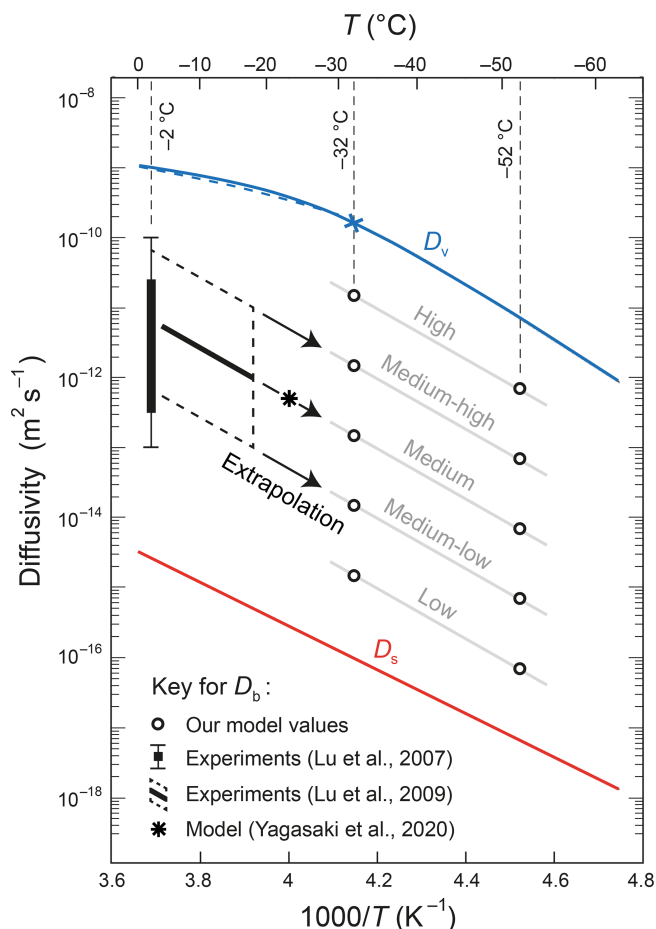 T (°C)
0 −10 −20 −30 −40 −50 −60
−2 °C
−32 °C
−52 °C
10⁻⁸
10⁻¹⁰
10⁻¹²
10⁻¹⁴
10⁻¹⁶
10⁻¹⁸
Diffusivity (m² s⁻¹)
Dᵥ
High
Medium-high
Medium
Medium-low
Low
Extrapolation
Dₛ
Key for D_b :
Our model values
Experiments (Lu et al., 2007)
Experiments (Lu et al., 2009)
Model (Yagasaki et al., 2020)
3.6 4 4.2 4.4 4.6 4.8
1000/T (K⁻¹)